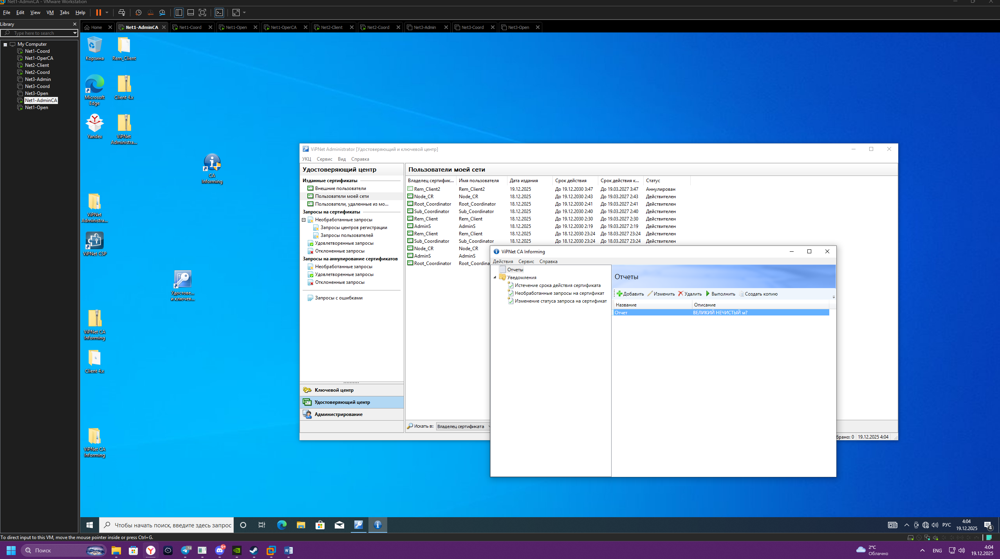 Net1-AdminCA - VMware Workstation
File Edit View VM Tabs Help
Library
Type here to search
My Computer
Net1-Coord
Net1-OperCA
Net2-Client
Net2-Coord
Net3-Admin
Net3-Coord
Net3-Open
Net1-AdminCA
Net1-Open
Home Net1-AdminCA Net1-Coord Net1-Open Net1-OperCA Net2-Client Net2-Coord Net3-Admin Net3-Coord Net3-Open
Корзина
Rem_Client
Microsoft Edge
Client 4.x
Yandex
ViPNet Administra...
CA Informing
ViPNet Administra...
ViPNet CSP
Удостове... и ключев...
ViPNet CA Informing
Client 4.x
ViPNet CA Informing
ViPNet Administrator [Удостоверяющий и ключевой центр]
УКЦ Сервис Вид Справка
Удостоверяющий центр
Изданные сертификаты
Внешние пользователи
Пользователи моей сети
Пользователи, удаленные из мо...
Запросы на сертификаты
Необработанные запросы
Запросы центров регистрации
Запросы пользователей
Удовлетворенные запросы
Отклоненные запросы
Запросы на аннулирование сертификатов
Необработанные запросы
Удовлетворенные запросы
Отклоненные запросы
Запросы с ошибками
Ключевой центр
Удостоверяющий центр
Администрирование
Пользователи моей сети
Владелец сертифик... Имя пользователя Дата издания Срок действия Срок действия к... Статус
Rem_Client2 Rem_Client2 19.12.2025 До 19.12.2030 3:47 До 19.03.2027 3:47 Аннулирован
Node_CR Node_CR 18.12.2025 До 19.12.2030 2:43 До 19.03.2027 2:43 Действителен
Root_Coordinator Root_Coordinator 18.12.2025 До 19.12.2030 2:41 До 19.03.2027 2:41 Действителен
Sub_Coordinator Sub_Coordinator 18.12.2025 До 19.12.2030 2:40 До 19.03.2027 2:40 Действителен
Rem_Client Rem_Client 18.12.2025 До 19.12.2030 2:30 До 19.03.2027 2:30 Действителен
AdminS AdminS 18.12.2025 До 19.12.2030 2:19 До 19.03.2027 2:19 Действителен
Rem_Client Rem_Client 18.12.2025 До 18.12.2030 23:24 До 18.03.2027 23:24 Действителен
Sub_Coordinator Sub_Coordinator 18.12.2025 До 18.12.2030 23:24 До 18.03.2027 23:24 Действителен
Node_CR Node_CR
AdminS AdminS
Root_Coordinator Root_Coordina
Искать в: Владелец сертификата
брано: 0 19.12.2025 4:04
ViPNet CA Informing
Действия Сервис Справка
Отчеты
Уведомления
Истечение срока действия сертификата
Необработанные запросы на сертификат
Изменение статуса запроса на сертификат
Отчеты
Добавить Изменить Удалить Выполнить Создать копию
Название Описание
Отчет ВЕЛИКИЙ НЕЧИСТЫЙ м?
Чтобы начать поиск, введите здесь запрос
РУС
4:04
19.12.2025
4
To direct input to this VM, move the mouse pointer inside or press Ctrl+G.
Поиск
74
9+
2°C
Облачно
ENG
4:04
19.12.2025